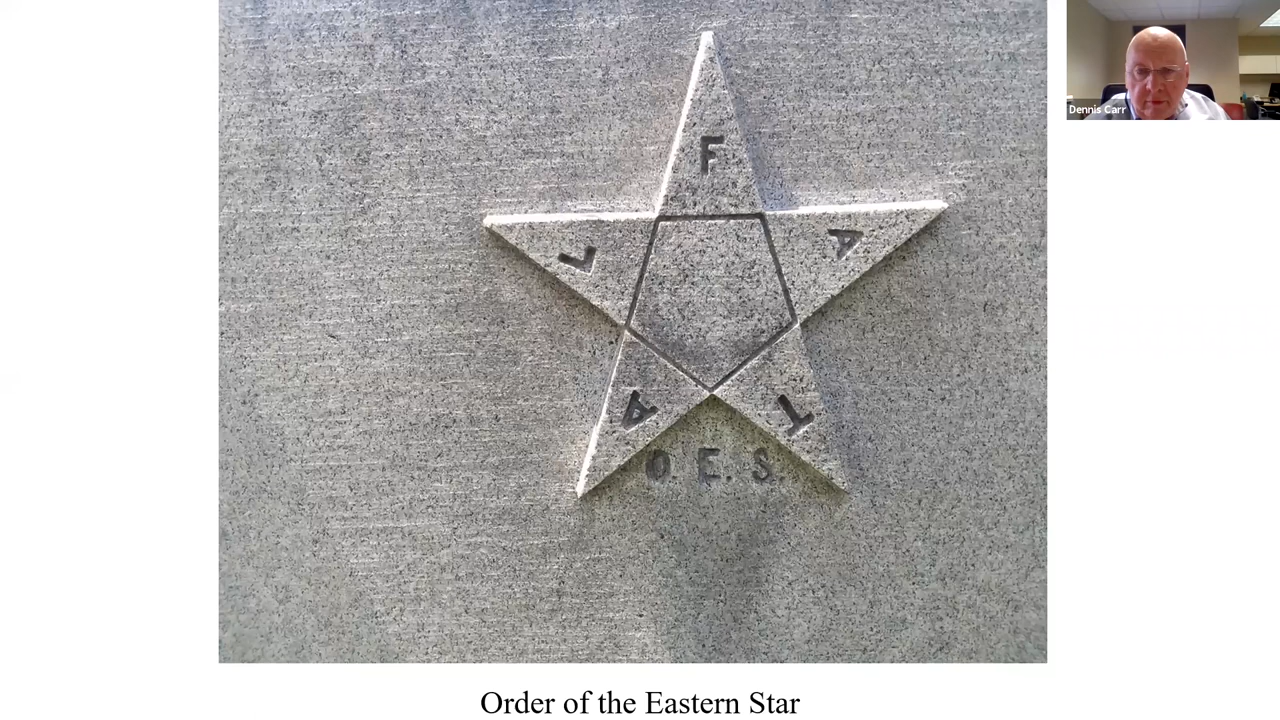 F
L
A
A
T
O. E. S.
Dennis Carr
Order of the Eastern Star